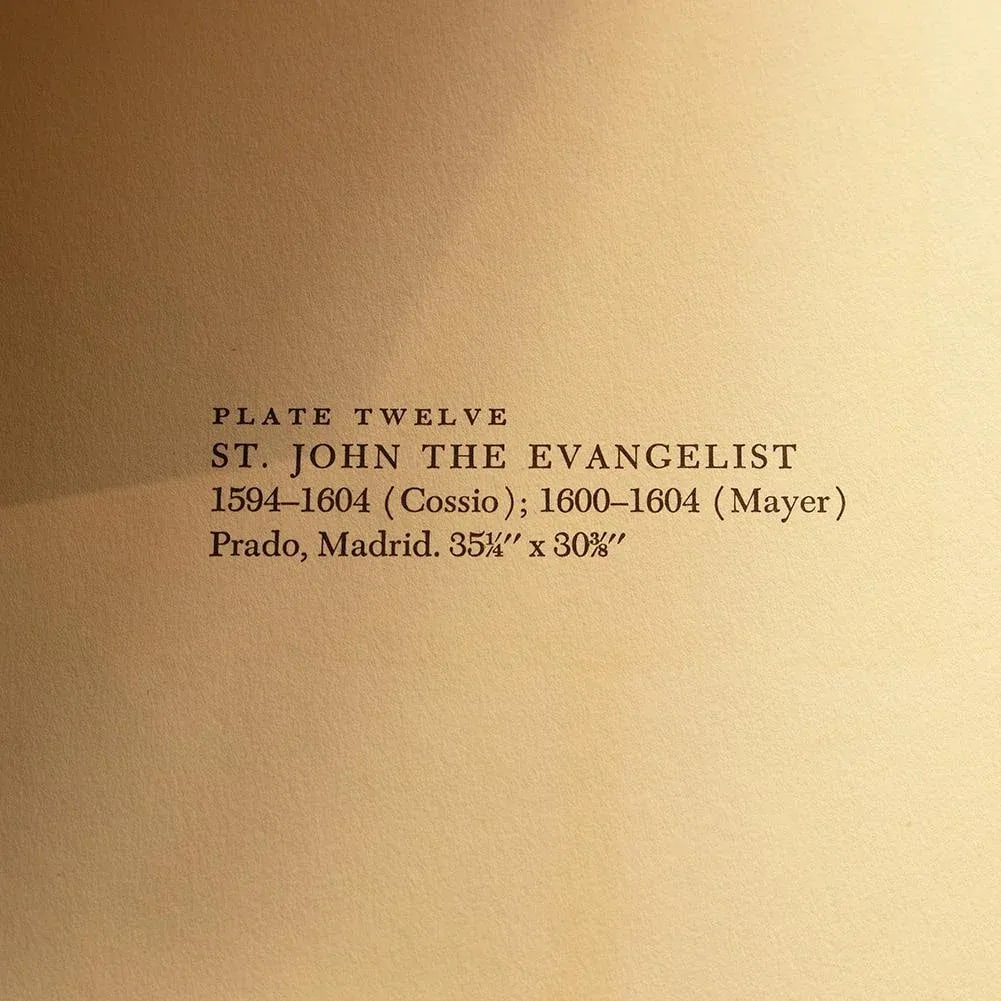 PLATE TWELVE
ST. JOHN THE EVANGELIST
1594–1604 (Cossio); 1600–1604 (Mayer)
Prado, Madrid. 35¼″ x 30⅜″